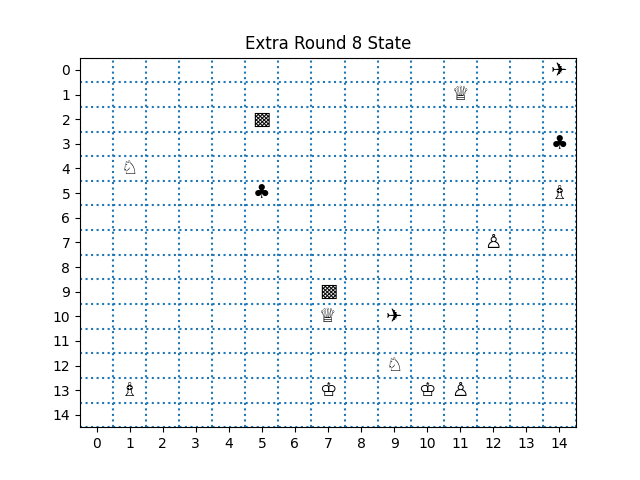 Extra Round 8 State
0 ✈
1 ♕
2 ▩
3 ♣
4 ♘
5 ♣ ♗
6
7 ♙
8
9 ▩
10 ♕ ✈
11
12 ♘
13 ♗ ♔ ♔ ♙
14
0 1 2 3 4 5 6 7 8 9 10 11 12 13 14